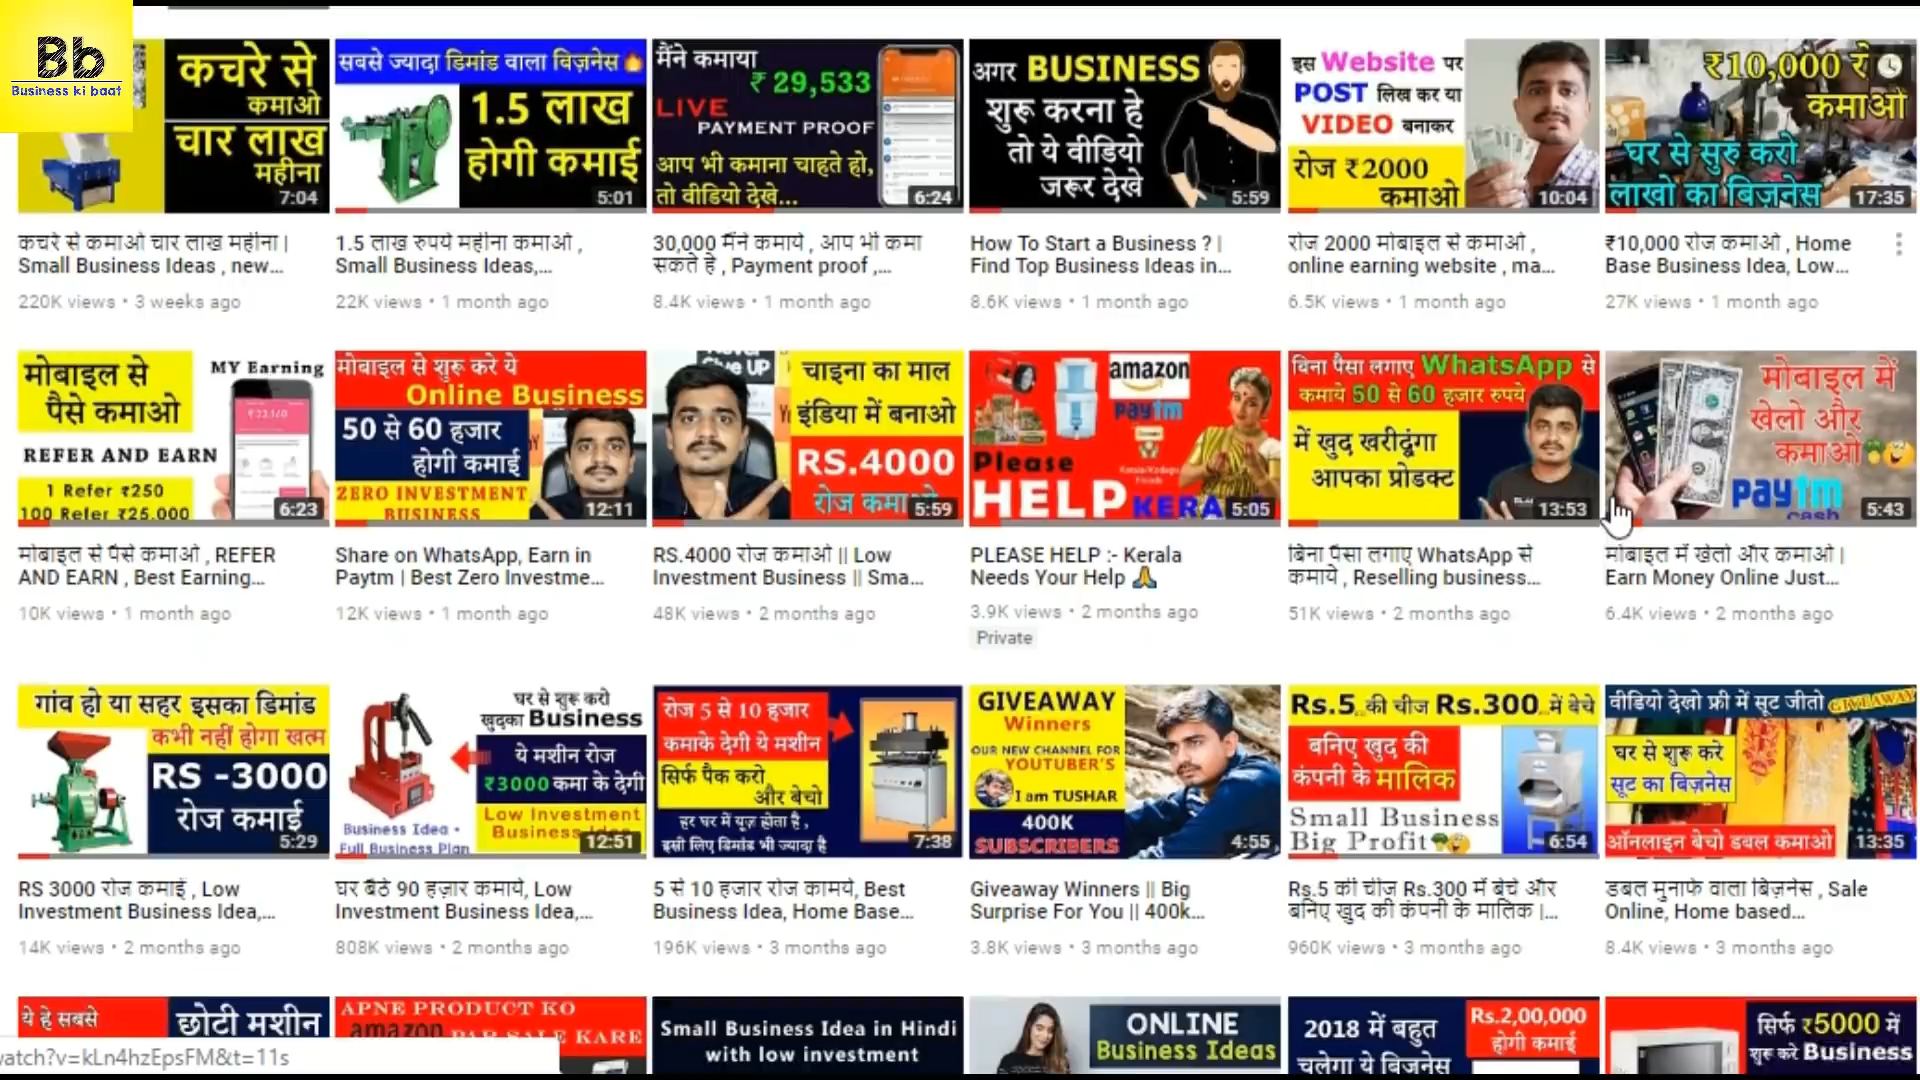 Bb
Business ki baat
कचरे से
कमाओ
चार लाख
महीना
7:04
सबसे ज्यादा डिमांड वाला बिज़नेस
1.5 लाख
होगी कमाई
5:01
मैंने कमाया
₹ 29,533
LIVE
PAYMENT PROOF
आप भी कमाना चाहते हो,
तो वीडियो देखे...
6:24
अगर BUSINESS
शुरू करना हे
तो ये वीडियो
जरूर देखे
5:59
इस Website पर
POST लिख कर या
VIDEO बनाकर
रोज ₹2000
कमाओ
10:04
₹10,000 रो
कमाओ
घर से सुरु करो
लाखो का बिज़नेस
17:35
कचरे से कमाओ चार लाख महीना |
Small Business Ideas , new...
220K views • 3 weeks ago
1.5 लाख रुपये महीना कमाओ ,
Small Business Ideas,...
22K views • 1 month ago
30,000 मैंने कमाये , आप भी कमा
सकते हे , Payment proof ,...
8.4K views • 1 month ago
How To Start a Business ? |
Find Top Business Ideas in...
8.6K views • 1 month ago
रोज 2000 मोबाइल से कमाओ ,
online earning website , ma...
6.5K views • 1 month ago
₹10,000 रोज कमाओ , Home
Base Business Idea, Low...
27K views • 1 month ago
मोबाइल से
पैसे कमाओ
MY Earning
REFER AND EARN
1 Refer ₹250
100 Refer ₹25,000
6:23
मोबाइल से शुरू करे ये
Online Business
50 से 60 हजार
होगी कमाई
ZERO INVESTMENT
BUSINESS
12:11
चाइना का माल
इंडिया में बनाओ
RS.4000
रोज कमाओ
5:59
amazon
paytm
Please
HELP KERA
5:05
बिना पैसा लगाए WhatsApp से
कमाये 50 से 60 हजार रुपये
में खुद खरीदूंगा
आपका प्रोडक्ट
13:53
मोबाइल में
खेलो और
कमाओ
paytm
cash
5:43
मोबाइल से पैसे कमाओ , REFER
AND EARN , Best Earning...
10K views • 1 month ago
Share on WhatsApp, Earn in
Paytm | Best Zero Investme...
12K views • 1 month ago
RS.4000 रोज कमाओ || Low
Investment Business || Sma...
48K views • 2 months ago
PLEASE HELP :- Kerala
Needs Your Help 🙏
3.9K views • 2 months ago
Private
बिना पैसा लगाए WhatsApp से
कमाये , Reselling business...
51K views • 2 months ago
मोबाइल में खेलो और कमाओ |
Earn Money Online Just...
6.4K views • 2 months ago
गांव हो या सहर इसका डिमांड
कभी नहीं होगा खत्म
RS -3000
रोज कमाई
5:29
घर से शुरू करो
खुदका Business
ये मशीन रोज
₹3000 कमा के देगी
Low Investment
Business Idea
Business Idea -
Full Business Plan
12:51
रोज 5 से 10 हजार
कमाके देगी ये मशीन
सिर्फ पैक करो
और बेचो
हर घर में यूज़ होता है ,
इसी लिए डिमांड भी ज्यादा है
7:38
GIVEAWAY
Winners
OUR NEW CHANNEL FOR
YOUTUBER'S
I am TUSHAR
400K
SUBSCRIBERS
4:55
Rs.5 की चीज Rs.300 में बेचे
बनिए खुद की
कंपनी के मालिक
Small Business
Big Profit
6:54
वीडियो देखो फ्री में सूट जीतो GIVEAWAY
घर से शुरू करे
सूट का बिज़नेस
ऑनलाइन बेचो डबल कमाओ
13:35
RS 3000 रोज कमाई , Low
Investment Business Idea,...
14K views • 2 months ago
घर बैठे 90 हज़ार कमाये, Low
Investment Business Idea,...
808K views • 2 months ago
5 से 10 हजार रोज कामये, Best
Business Idea, Home Base...
196K views • 3 months ago
Giveaway Winners || Big
Surprise For You || 400k...
3.8K views • 3 months ago
Rs.5 की चीज़ Rs.300 में बेचे और
बनिए खुद की कंपनी के मालिक |...
960K views • 3 months ago
डबल मुनाफे वाला बिज़नेस , Sale
Online, Home based...
8.4K views • 3 months ago
ये हे सबसे
छोटी मशीन
APNE PRODUCT KO
amazon PAR SALE KARE
Small Business Idea in Hindi
with low investment
ONLINE
Business Ideas
2018 में बहुत
चलेगा ये बिजनेस
Rs.2,00,000
होगी कमाई
सिर्फ ₹5000 में
शुरू करे Business
watch?v=kLn4hzEpsFM&t=11s